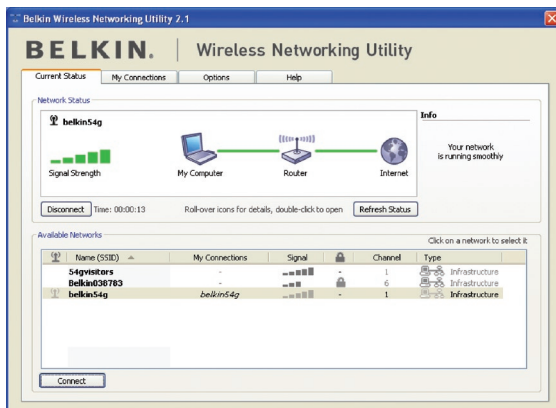 Belkin Wireless Networking Utility 2.1
BELKIN. Wireless Networking Utility
Current Status My Connections Options Help
Network Status
belkin54g
Signal Strength My Computer Router Internet
Info
Your network
is running smoothly
Disconnect Time: 00:00:13 Roll-over icons for details, double-click to open Refresh Status
Available Networks
Click on a network to select it
Name (SSID) My Connections Signal Channel Type
54gvisitors - - 1 Infrastructure
Belkin038783 - 6 Infrastructure
belkin54g belkin54g - 1 Infrastructure
Connect